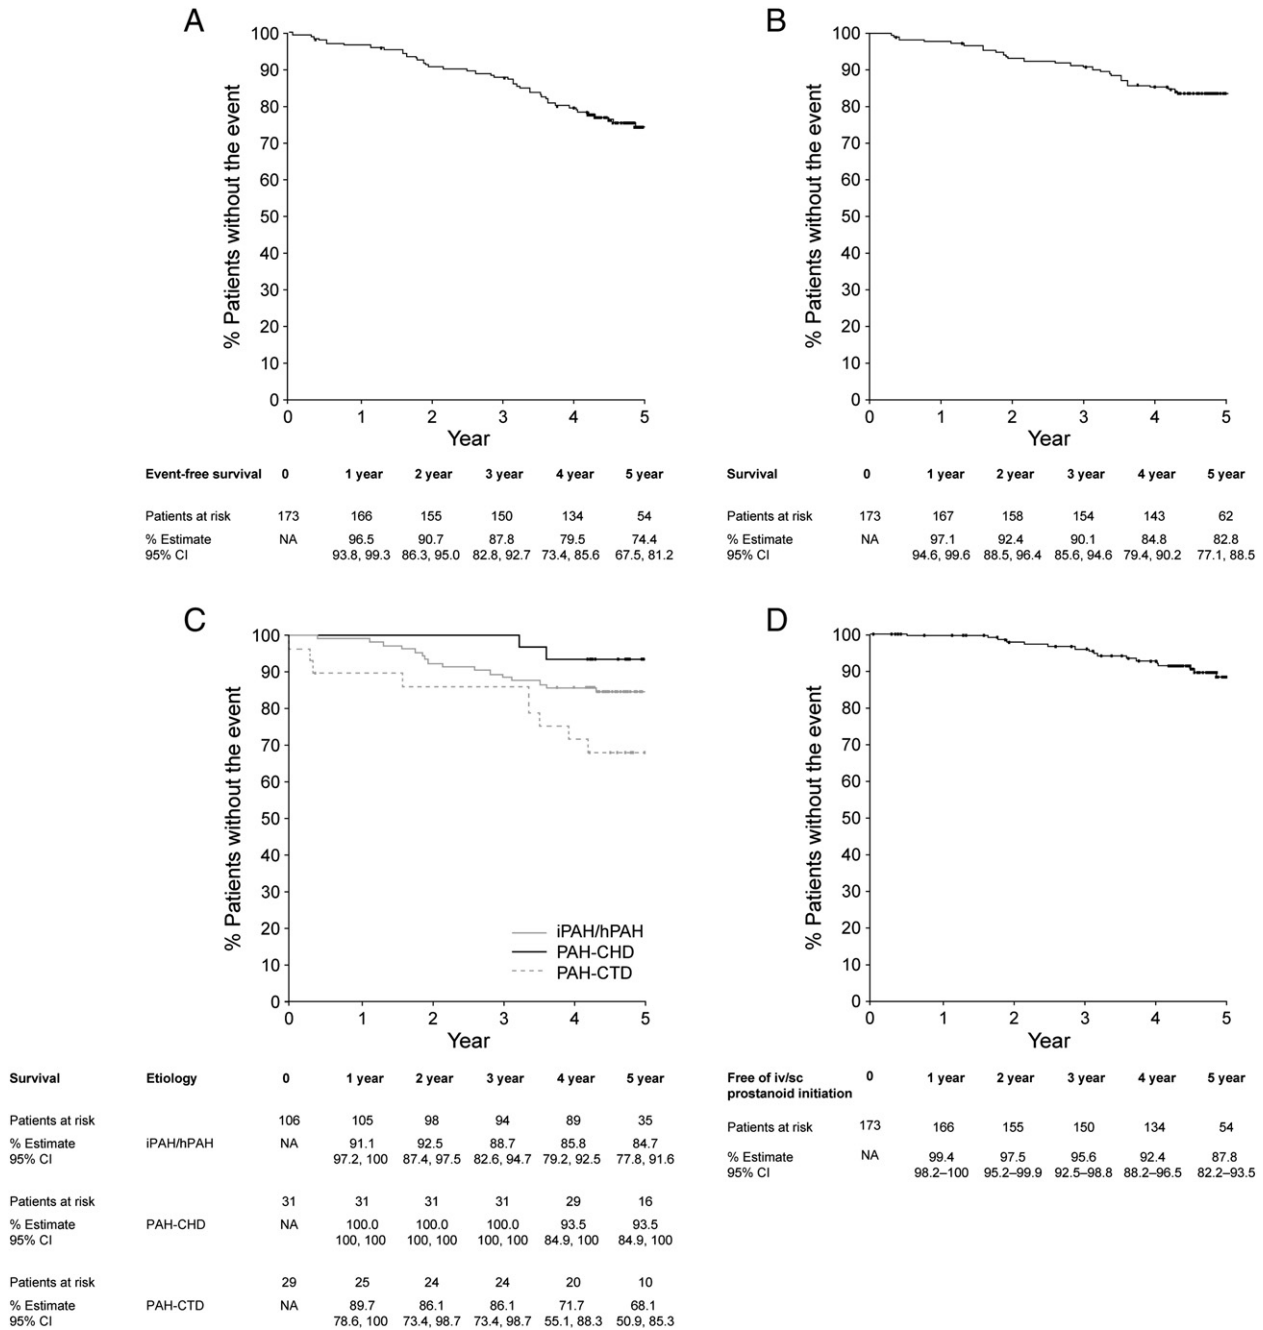 A
100
90
80
70
60
50
40
30
20
10
0
% Patients without the event
0 1 2 3 4 5
Year
Event-free survival 0 1 year 2 year 3 year 4 year 5 year
Patients at risk 173 166 155 150 134 54
% Estimate NA 96.5 90.7 87.8 79.5 74.4
95% CI 93.8, 99.3 86.3, 95.0 82.8, 92.7 73.4, 85.6 67.5, 81.2
B
100
90
80
70
60
50
40
30
20
10
0
% Patients without the event
0 1 2 3 4 5
Year
Survival 0 1 year 2 year 3 year 4 year 5 year
Patients at risk 173 167 158 154 143 62
% Estimate NA 97.1 92.4 90.1 84.8 82.8
95% CI 94.6, 99.6 88.5, 96.4 85.6, 94.6 79.4, 90.2 77.1, 88.5
C
100
90
80
70
60
50
40
30
20
10
0
% Patients without the event
iPAH/hPAH
PAH-CHD
PAH-CTD
0 1 2 3 4 5
Year
Survival Etiology 0 1 year 2 year 3 year 4 year 5 year
Patients at risk 106 105 98 94 89 35
% Estimate iPAH/hPAH NA 91.1 92.5 88.7 85.8 84.7
95% CI 97.2, 100 87.4, 97.5 82.6, 94.7 79.2, 92.5 77.8, 91.6
Patients at risk 31 31 31 31 29 16
% Estimate PAH-CHD NA 100.0 100.0 100.0 93.5 93.5
95% CI 100, 100 100, 100 100, 100 84.9, 100 84.9, 100
Patients at risk 29 25 24 24 20 10
% Estimate PAH-CTD NA 89.7 86.1 86.1 71.7 68.1
95% CI 78.6, 100 73.4, 98.7 73.4, 98.7 55.1, 88.3 50.9, 85.3
D
100
90
80
70
60
50
40
30
20
10
0
% Patients without the event
0 1 2 3 4 5
Year
Free of iv/sc 0 1 year 2 year 3 year 4 year 5 year
prostanoid initiation
Patients at risk 173 166 155 150 134 54
% Estimate NA 99.4 97.5 95.6 92.4 87.8
95% CI 98.2–100 95.2–99.9 92.5–98.8 88.2–96.5 82.2–93.5